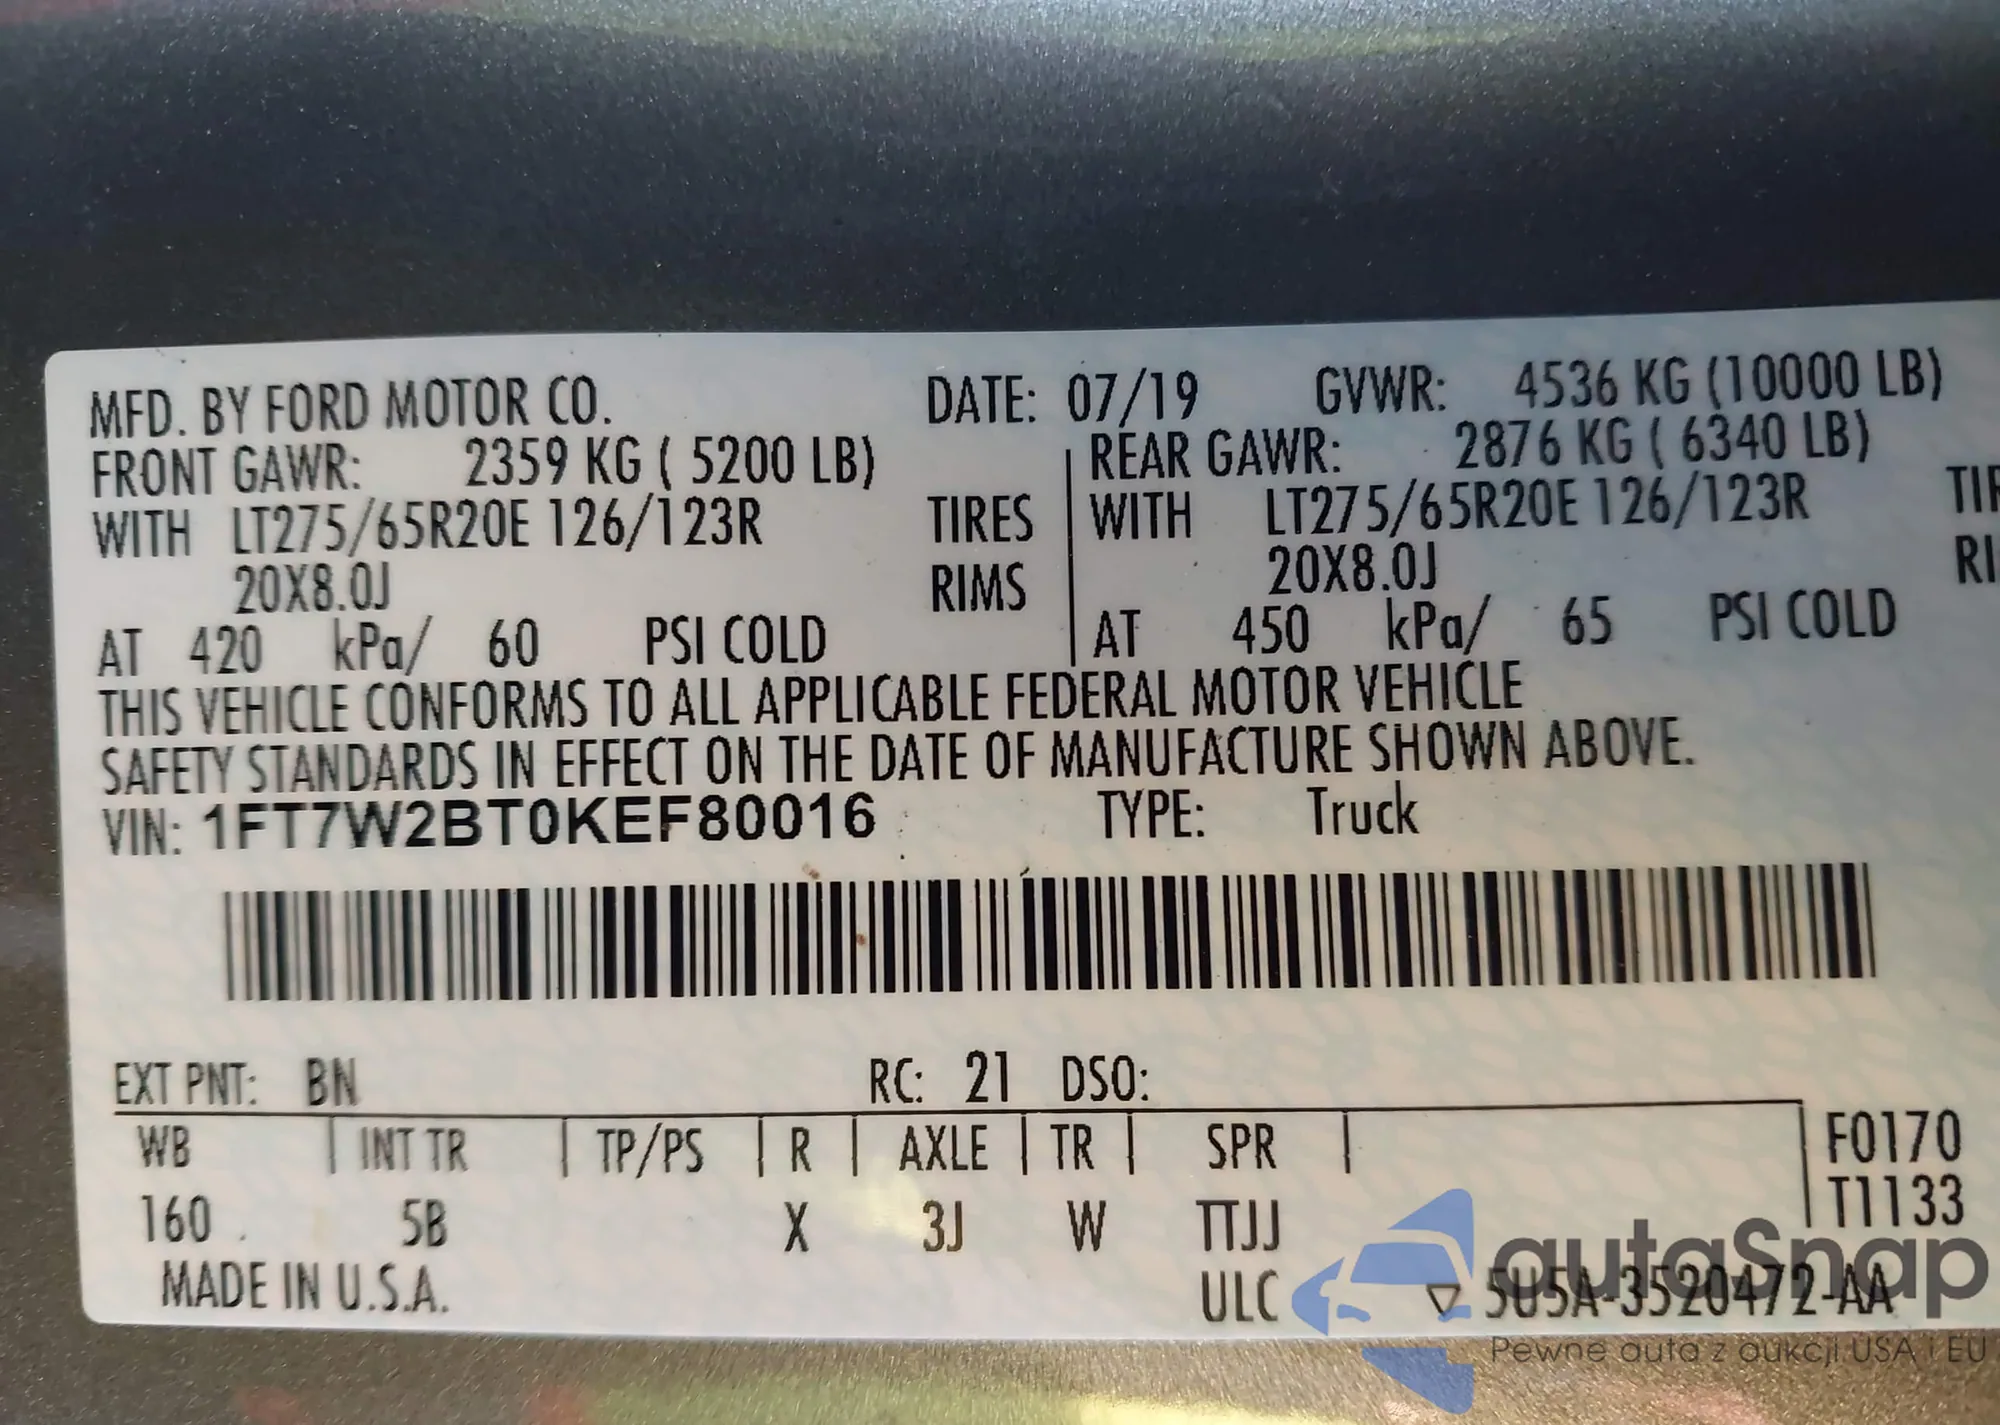 MFD. BY FORD MOTOR CO. DATE: 07/19 GVWR: 4536 KG (10000 LB)
FRONT GAWR: 2359 KG ( 5200 LB) REAR GAWR: 2876 KG ( 6340 LB)
WITH LT275/65R20E 126/123R TIRES WITH LT275/65R20E 126/123R TIR
20X8.0J RIMS 20X8.0J RI
AT 420 kPa/ 60 PSI COLD AT 450 kPa/ 65 PSI COLD
THIS VEHICLE CONFORMS TO ALL APPLICABLE FEDERAL MOTOR VEHICLE
SAFETY STANDARDS IN EFFECT ON THE DATE OF MANUFACTURE SHOWN ABOVE.
VIN: 1FT7W2BT0KEF80016 TYPE: Truck
EXT PNT: BN RC: 21 DSO:
WB | INT TR | TP/PS | R | AXLE | TR | SPR | F0170
T1133
160 5B X 3J W TTJJ
MADE IN U.S.A. ULC ▽ 5U5A-3520472-AA
autoSnap
Pewne auta z aukcji USA i EU